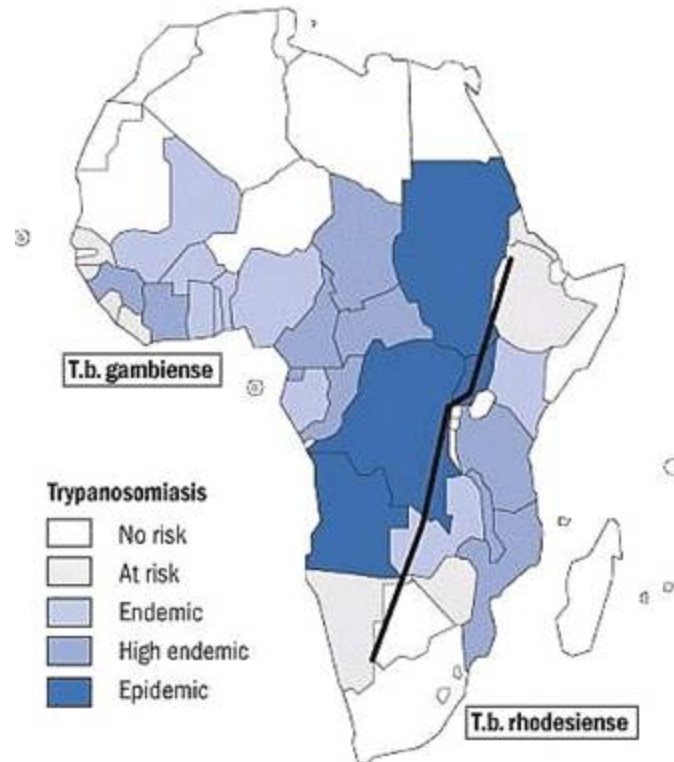 T.b. gambiense
Trypanosomiasis
No risk
At risk
Endemic
High endemic
Epidemic
T.b. rhodesiense